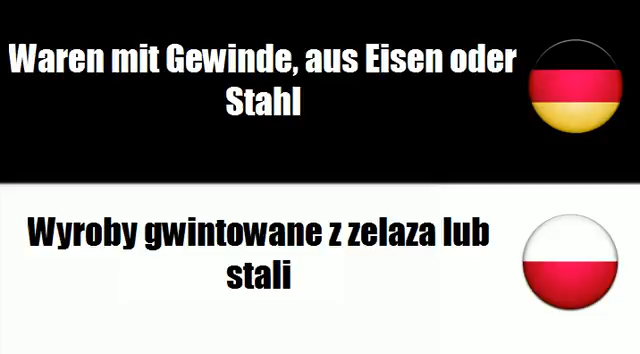 Waren mit Gewinde, aus Eisen oder
Stahl
Wyroby gwintowane z zelaza lub
stali